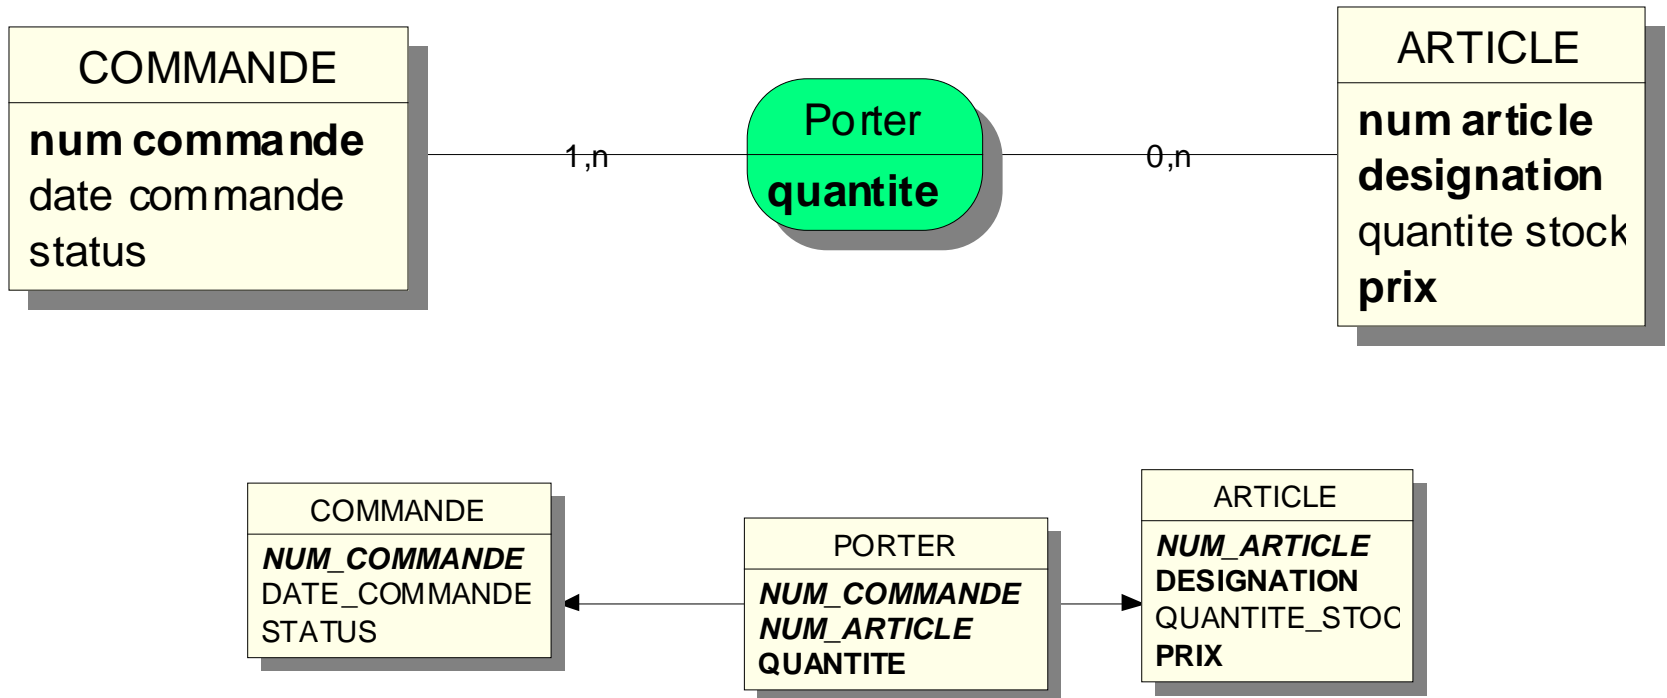 COMMANDE
num commande
date commande
status
1,n
Porter
quantite
0,n
ARTICLE
num article
designation
quantite stock
prix
COMMANDE
NUM_COMMANDE
DATE_COMMANDE
STATUS
PORTER
NUM_COMMANDE
NUM_ARTICLE
QUANTITE
ARTICLE
NUM_ARTICLE
DESIGNATION
QUANTITE_STOC
PRIX